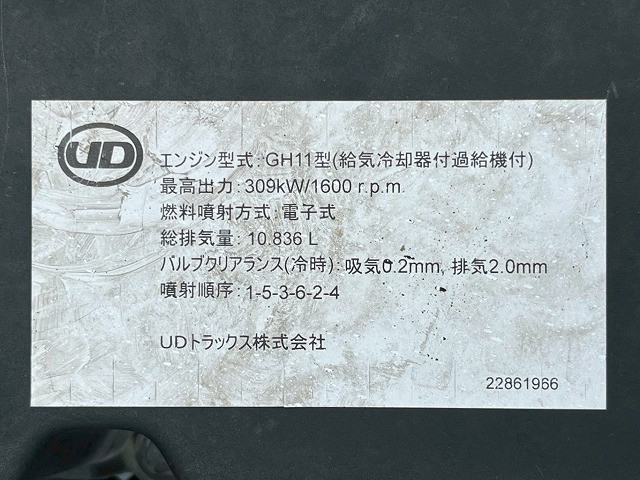 UD
エンジン型式：GH11型(給気冷却器付過給機付)
最高出力：309kW/1600 r.p.m.
燃料噴射方式：電子式
総排気量：10.836 L
バルブクリアランス(冷時)：吸気0.2mm, 排気2.0mm
噴射順序：1-5-3-6-2-4
UDトラックス株式会社
22861966